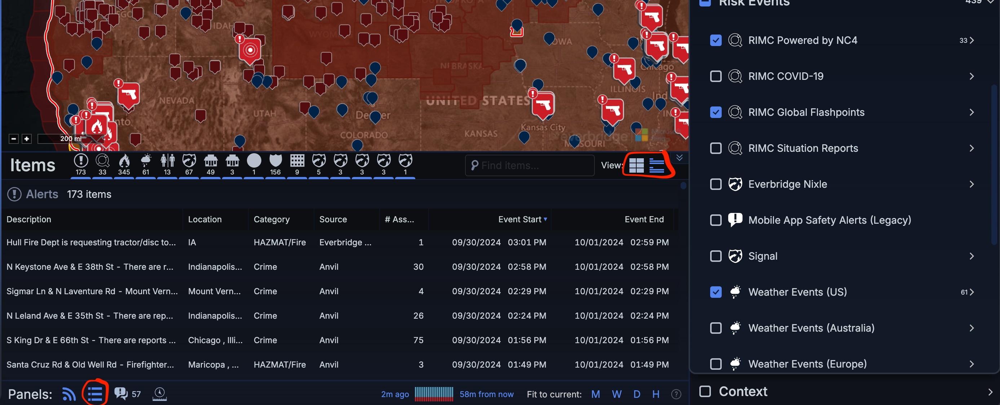 IDAH
WYOM
IOWA
NEBRASKA
Chicago
ILLINOIS
Ind
NEVADA
UNITED STATES
UTAH
Denver
nto
Kansas City
COLORADO
KANSAS
MISSOURI
everbridge
Microsoft
Bing
200 mi
Items
173 33 345 61 13 67 49 3 1 156 9 5 3 3 3 1
Find items...
View:
Alerts 173 items
Description Location Category Source # Ass... Event Start Event End
Hull Fire Dept is requesting tractor/disc to... IA HAZMAT/Fire Everbridge ... 1 09/30/2024 03:01 PM 10/01/2024 02:59 PM
N Keystone Ave & E 38th St - There are r... Indianapolis... Crime Anvil 30 09/30/2024 02:58 PM 10/01/2024 02:58 PM
Sigmar Ln & N Laventure Rd - Mount Vern... Mount Vern... Crime Anvil 4 09/30/2024 02:29 PM 10/01/2024 02:29 PM
N Leland Ave & E 35th St - There are rep... Indianapolis... Crime Anvil 26 09/30/2024 02:24 PM 10/01/2024 02:24 PM
S King Dr & E 66th St - There are reports ... Chicago , Illi... Crime Anvil 75 09/30/2024 01:56 PM 10/01/2024 01:56 PM
Santa Cruz Rd & Old Well Rd - Firefighter... Maricopa , ... HAZMAT/Fire Anvil 3 09/30/2024 01:49 PM 10/01/2024 01:49 PM
Panels: 57
2m ago 58m from now Fit to current: M W D H ?
Risk Events 439
RIMC Powered by NC4 33
RIMC COVID-19
RIMC Global Flashpoints
RIMC Situation Reports
Everbridge Nixle
Mobile App Safety Alerts (Legacy)
Signal
Weather Events (US) 61
Weather Events (Australia)
Weather Events (Europe)
Context